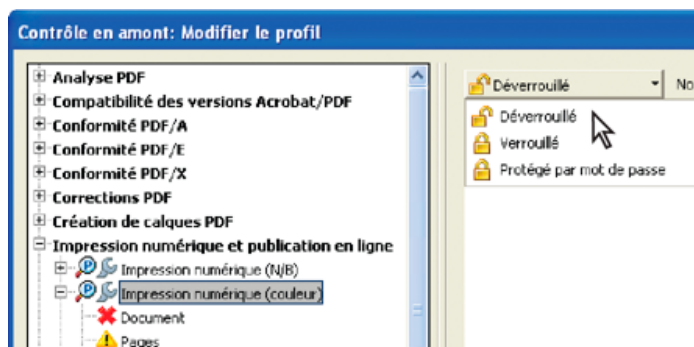 Contrôle en amont: Modifier le profil
Analyse PDF
Compatibilité des versions Acrobat/PDF
Conformité PDF/A
Conformité PDF/E
Conformité PDF/X
Corrections PDF
Création de calques PDF
Impression numérique et publication en ligne
Impression numérique (N/B)
Impression numérique (couleur)
Document
Pages
Déverrouillé No
Déverrouillé
Verrouillé
Protégé par mot de passe